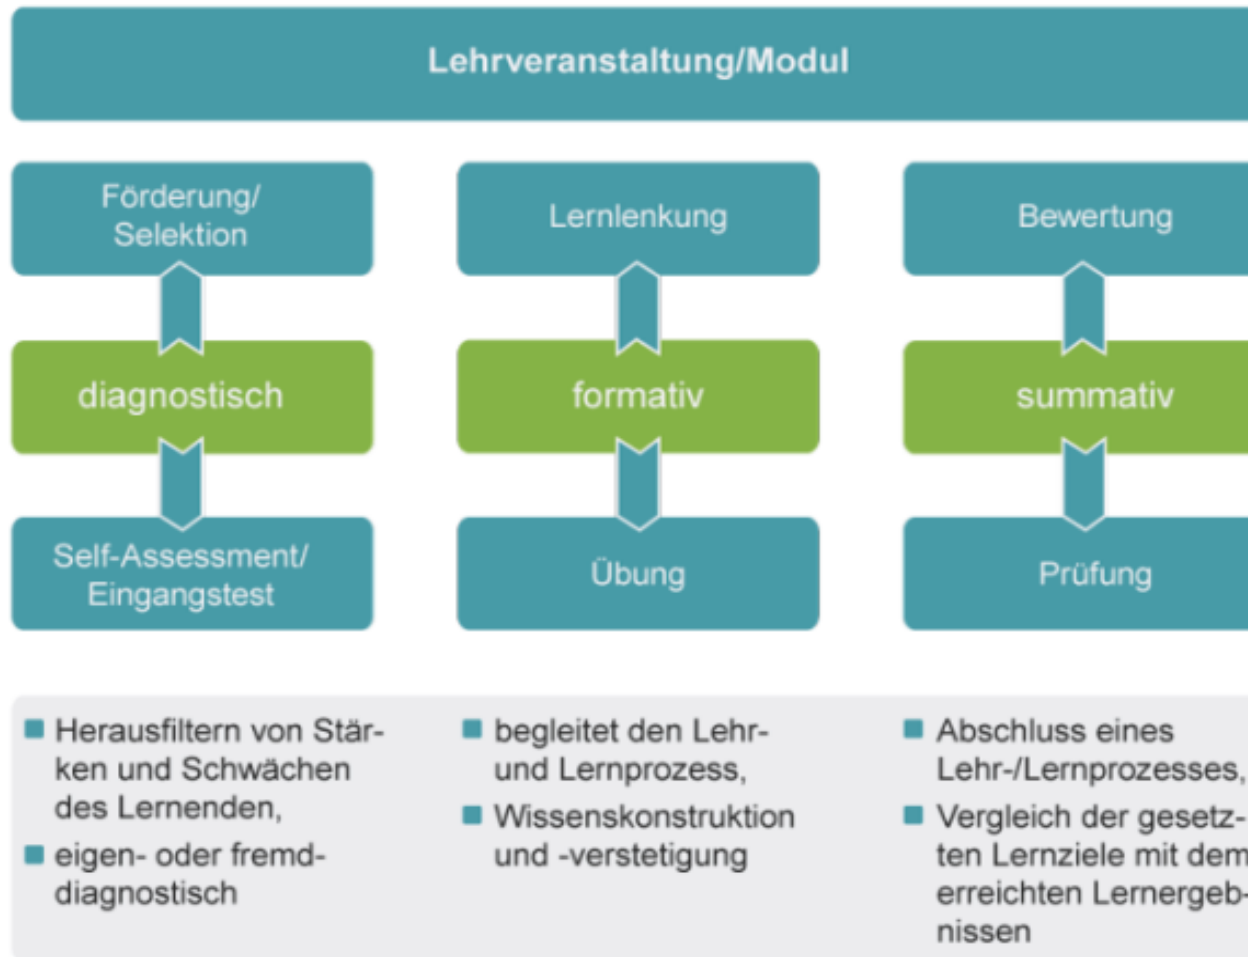 Lehrveranstaltung/Modul
Förderung/
Selektion
Lernlenkung
Bewertung
diagnostisch
formativ
summativ
Self-Assessment/
Eingangstest
Übung
Prüfung
Herausfiltern von Stär-
ken und Schwächen
des Lernenden,
eigen- oder fremd-
diagnostisch
begleitet den Lehr-
und Lernprozess,
Wissenskonstruktion
und -verstetigung
Abschluss eines
Lehr-/Lernprozesses,
Vergleich der gesetz-
ten Lernziele mit dem
erreichten Lernergeb-
nissen